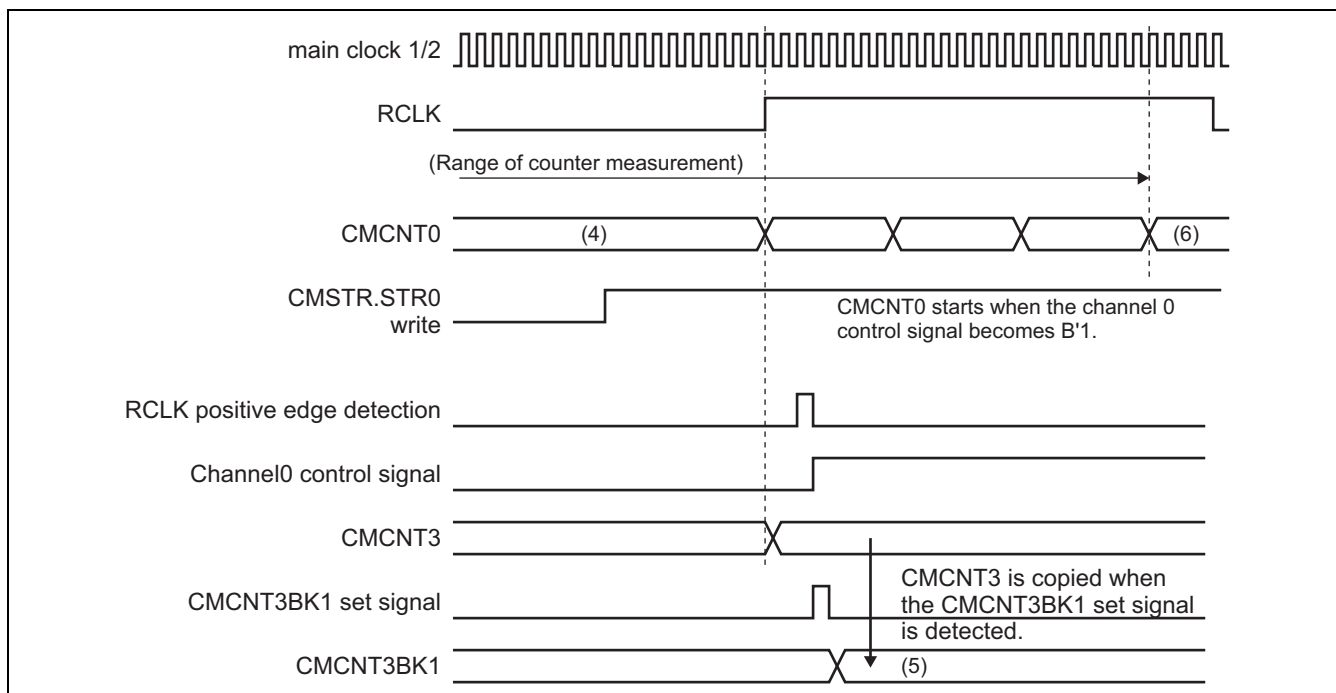 main clock 1/2
RCLK
(Range of counter measurement)
CMCNT0
(4)
(6)
CMSTR.STR0
write
CMCNT0 starts when the channel 0
control signal becomes B'1.
RCLK positive edge detection
Channel0 control signal
CMCNT3
CMCNT3 is copied when
the CMCNT3BK1 set signal
is detected.
CMCNT3BK1 set signal
CMCNT3BK1
(5)